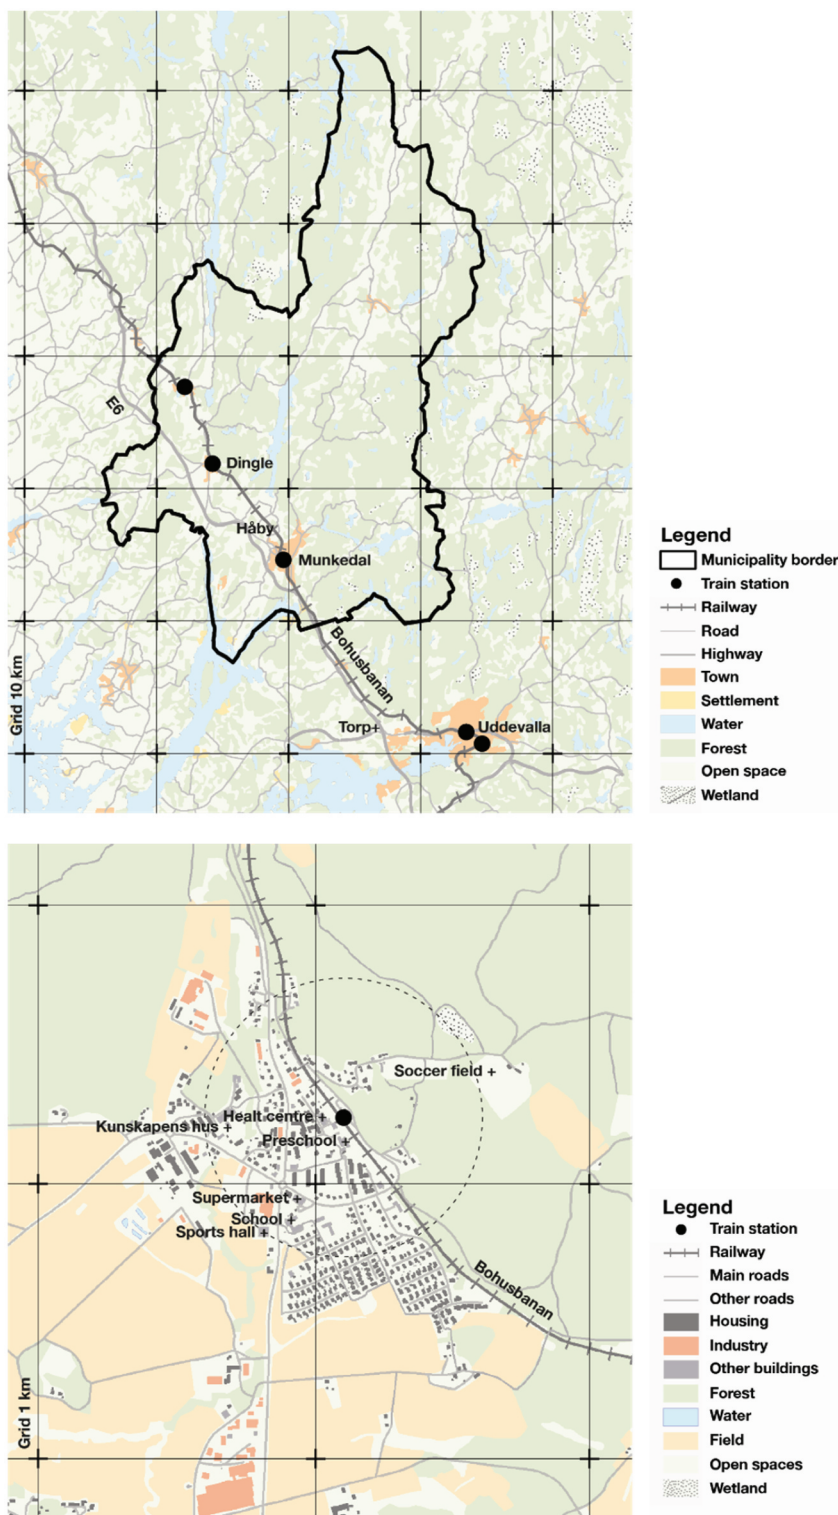 E6
Dingle
Håby
Munkedal
Bohusbanan
Torp+
Uddevalla
Grid 10 km
Legend
Municipality border
Train station
Railway
Road
Highway
Town
Settlement
Water
Forest
Open space
Wetland
Soccer field +
Healt centre +
Kunskapens hus +
Preschool +
Supermarket +
School +
Sports hall +
Bohusbanan
Grid 1 km
Legend
Train station
Railway
Main roads
Other roads
Housing
Industry
Other buildings
Forest
Water
Field
Open spaces
Wetland